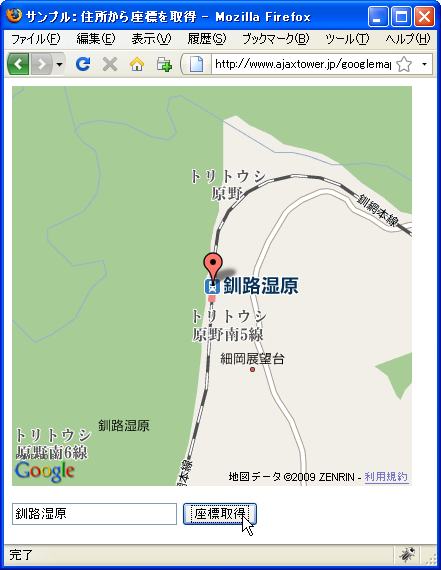 サンプル: 住所から座標を取得 - Mozilla Firefox
ファイル(F) 編集(E) 表示(V) 履歴(S) ブックマーク(B) ツール(T) ヘルプ(H)
http://www.ajaxtower.jp/googlema
トリトウシ
原野
釧網本線
釧路湿原
トリトウシ
原野南5線
細岡展望台
釧路湿原
トリトウシ
原野南6線
POWERED BY
Google
本線
地図データ ©2009 ZENRIN - 利用規約
釧路湿原
座標取得
完了